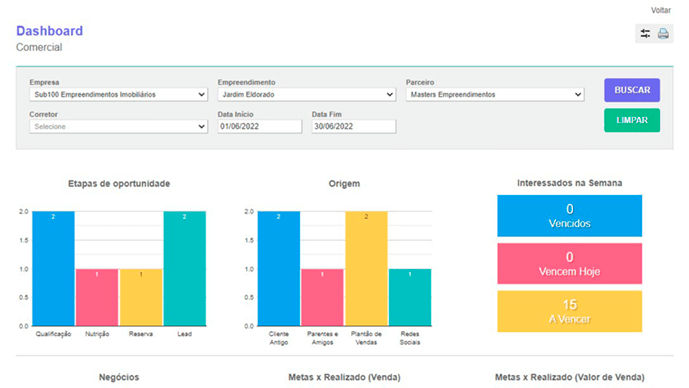 Voltar
Dashboard
Comercial
Empresa Empreendimento Parceiro
Sub100 Empreendimentos Imobiliários Jardim Eldorado Masters Empreendimentos BUSCAR
Corretor Data Início Data Fim
Selecione 01/06/2022 30/06/2022 LIMPAR
Etapas de oportunidade
2.0
1.5
1.0
0.5
0.0
2 1 1 2
Qualificação Nutrição Reserva Lead
Origem
2.0
1.5
1.0
0.5
0.0
2 1 2 1
Cliente Parentes e Plantão de Redes
Antigo Amigos Vendas Sociais
Interessados na Semana
0
Vencidos
0
Vencem Hoje
15
A Vencer
Negócios Metas x Realizado (Venda) Metas x Realizado (Valor de Venda)